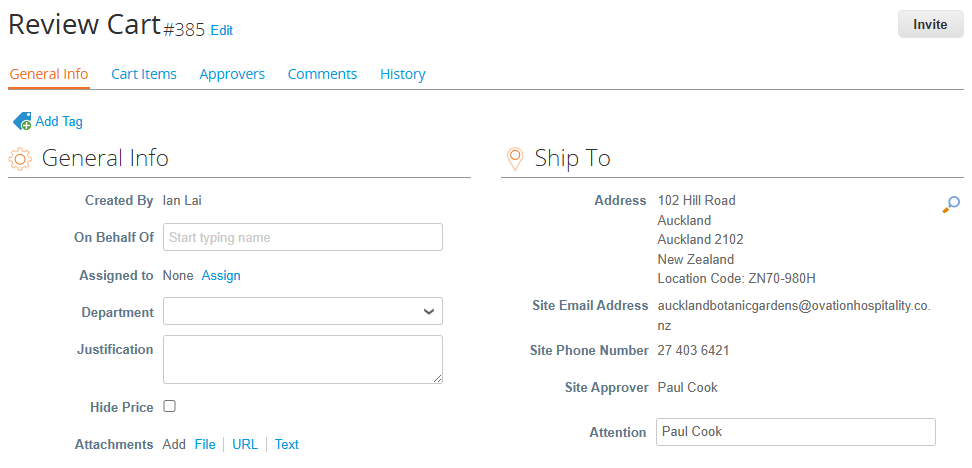 Review Cart #385 Edit
Invite
General Info Cart Items Approvers Comments History
Add Tag
General Info
Created By Ian Lai
On Behalf Of Start typing name
Assigned to None Assign
Department
Justification
Hide Price
Attachments Add File URL Text
Ship To
Address 102 Hill Road
Auckland
Auckland 2102
New Zealand
Location Code: ZN70-980H
Site Email Address aucklandbotanicgardens@ovationhospitality.co.
nz
Site Phone Number 27 403 6421
Site Approver Paul Cook
Attention Paul Cook